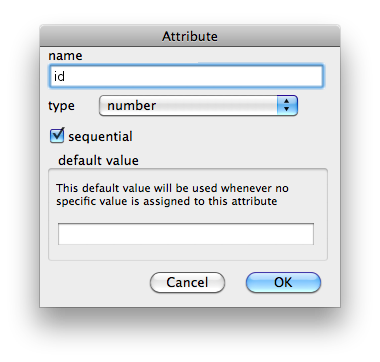 Attribute
name
id
type number
sequential
default value
This default value will be used whenever no
specific value is assigned to this attribute
Cancel OK